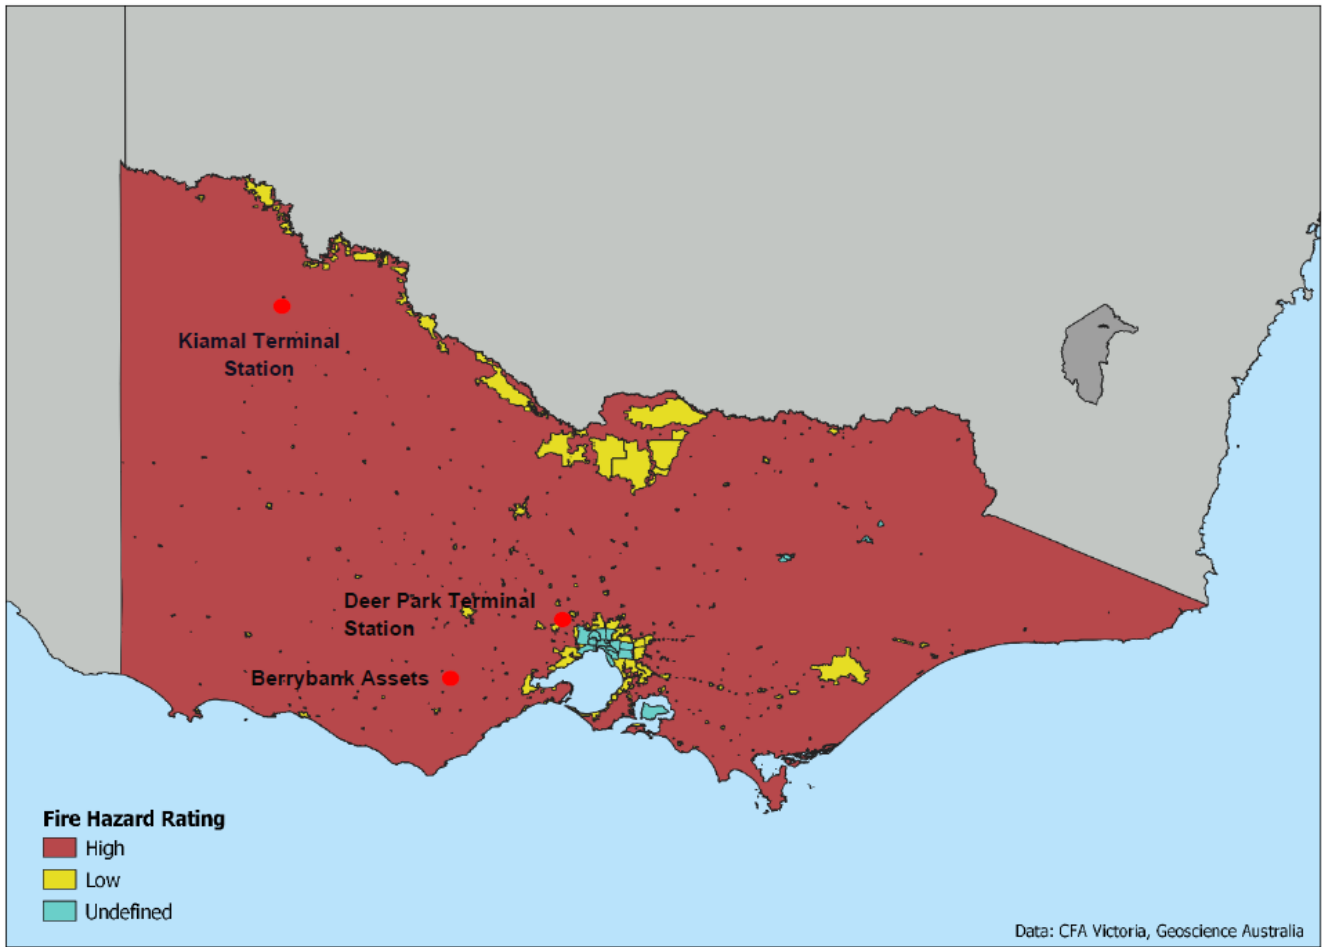 Kiamal Terminal
Station
Deer Park Terminal
Station
Berrybank Assets
Fire Hazard Rating
High
Low
Undefined
Data: CFA Victoria, Geoscience Australia